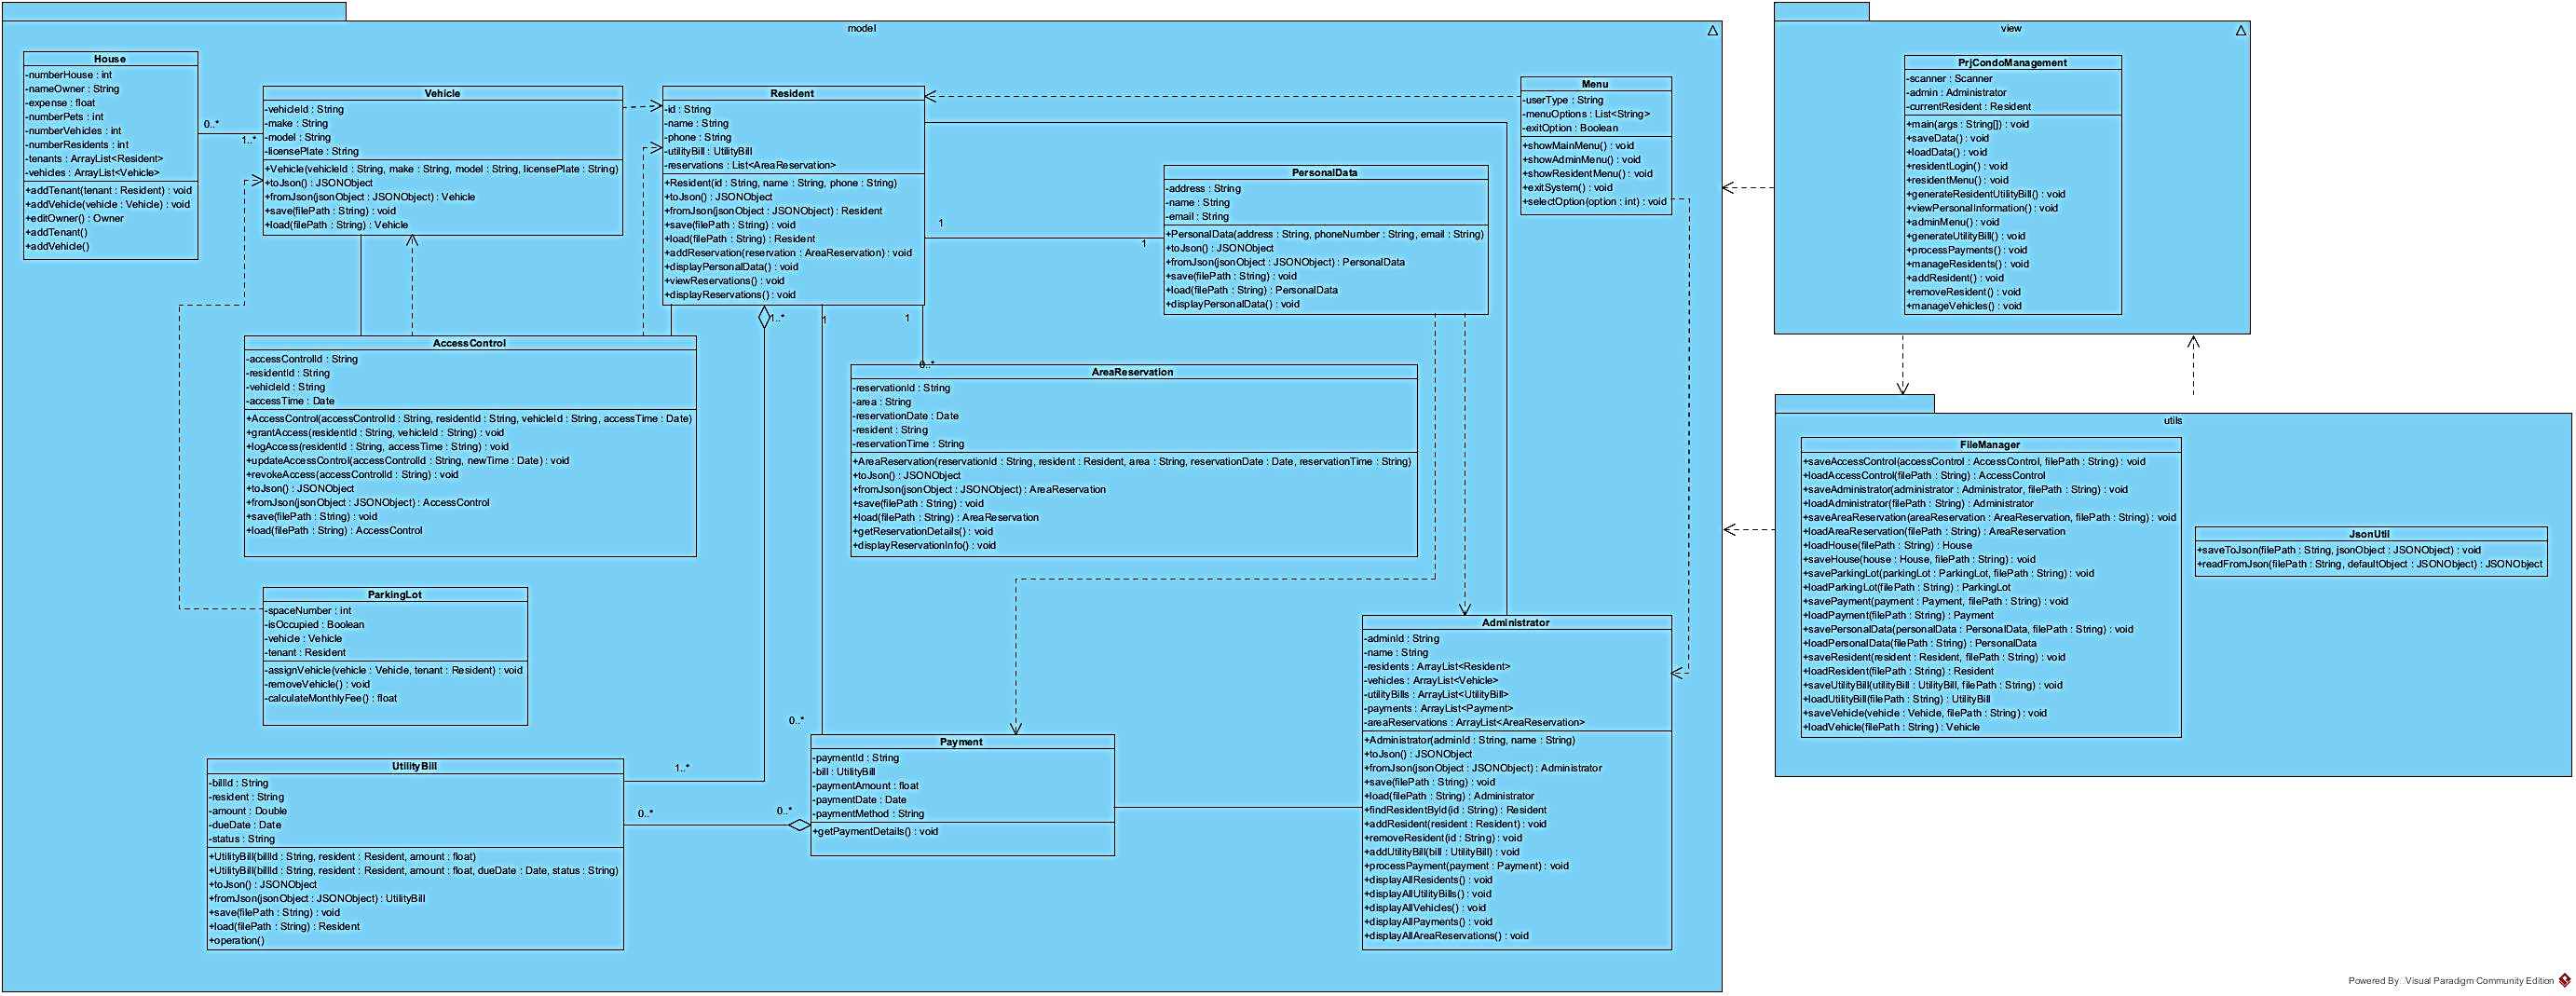 model
House
-numberHouse : int
-nameOwner : String
-expense : float
-numberPets : int
-numberVehicles : int
-numberResidents : int
-tenants : ArrayList<Resident>
-vehicles : ArrayList<Vehicle>
+addTenant(tenant : Resident) : void
+addVehicle(vehicle : Vehicle) : void
+editOwner() : Owner
+addTenant()
+addVehicle()
0..*
1..*
Vehicle
-vehicleId : String
-make : String
-model : String
-licensePlate : String
+Vehicle(vehicleId : String, make : String, model : String, licensePlate : String)
+toJson() : JSONObject
+fromJson(jsonObject : JSONObject) : Vehicle
+save(filePath : String) : void
+load(filePath : String) : Vehicle
Resident
-id : String
-name : String
-phone : String
-utilityBill : UtilityBill
-reservations : List<AreaReservation>
+Resident(id : String, name : String, phone : String)
+toJson() : JSONObject
+fromJson(jsonObject : JSONObject) : Resident
+save(filePath : String) : void
+load(filePath : String) : Resident
+addReservation(reservation : AreaReservation) : void
+displayPersonalData() : void
+viewReservations() : void
+displayReservations() : void
1
1
1..*
1
1
0..*
PersonalData
-address : String
-name : String
-email : String
+PersonalData(address : String, phoneNumber : String, email : String)
+toJson() : JSONObject
+fromJson(jsonObject : JSONObject) : PersonalData
+save(filePath : String) : void
+load(filePath : String) : PersonalData
+displayPersonalData() : void
Menu
-userType : String
-menuOptions : List<String>
-exitOption : Boolean
+showMainMenu() : void
+showAdminMenu() : void
+showResidentMenu() : void
+exitSystem() : void
+selectOption(option : int) : void
AccessControl
-accessControlId : String
-residentId : String
-vehicleId : String
-accessTime : Date
+AccessControl(accessControlId : String, residentId : String, vehicleId : String, accessTime : Date)
+grantAccess(residentId : String, vehicleId : String) : void
+logAccess(residentId : String, accessTime : String) : void
+updateAccessControl(accessControlId : String, newTime : Date) : void
+revokeAccess(accessControlId : String) : void
+toJson() : JSONObject
+fromJson(jsonObject : JSONObject) : AccessControl
+save(filePath : String) : void
+load(filePath : String) : AccessControl
AreaReservation
-reservationId : String
-area : String
-reservationDate : Date
-resident : String
-reservationTime : String
+AreaReservation(reservationId : String, resident : Resident, area : String, reservationDate : Date, reservationTime : String)
+toJson() : JSONObject
+fromJson(jsonObject : JSONObject) : AreaReservation
+save(filePath : String) : void
+load(filePath : String) : AreaReservation
+getReservationDetails() : void
+displayReservationInfo() : void
ParkingLot
-spaceNumber : int
-isOccupied : Boolean
-vehicle : Vehicle
-tenant : Resident
-assignVehicle(vehicle : Vehicle, tenant : Resident) : void
-removeVehicle() : void
-calculateMonthlyFee() : float
UtilityBill
-billId : String
-resident : String
-amount : Double
-dueDate : Date
-status : String
+UtilityBill(billId : String, resident : Resident, amount : float)
+UtilityBill(billId : String, resident : Resident, amount : float, dueDate : Date, status : String)
+toJson() : JSONObject
+fromJson(jsonObject : JSONObject) : UtilityBill
+save(filePath : String) : void
+load(filePath : String) : Resident
+operation()
1..*
0..*
0..*
0..*
Payment
-paymentId : String
-bill : UtilityBill
-paymentAmount : float
-paymentDate : Date
-paymentMethod : String
+getPaymentDetails() : void
Administrator
-adminId : String
-name : String
-residents : ArrayList<Resident>
-vehicles : ArrayList<Vehicle>
-utilityBills : ArrayList<UtilityBill>
-payments : ArrayList<Payment>
-areaReservations : ArrayList<AreaReservation>
+Administrator(adminId : String, name : String)
+toJson() : JSONObject
+fromJson(jsonObject : JSONObject) : Administrator
+save(filePath : String) : void
+load(filePath : String) : Administrator
+findResidentById(id : String) : Resident
+addResident(resident : Resident) : void
+removeResident(id : String) : void
+addUtilityBill(bill : UtilityBill) : void
+processPayment(payment : Payment) : void
+displayAllResidents() : void
+displayAllUtilityBills() : void
+displayAllVehicles() : void
+displayAllPayments() : void
+displayAllAreaReservations() : void
view
PrjCondoManagement
-scanner : Scanner
-admin : Administrator
-currentResident : Resident
+main(args : String[]) : void
+saveData() : void
+loadData() : void
+residentLogin() : void
+residentMenu() : void
+generateResidentUtilityBill() : void
+viewPersonalInformation() : void
+adminMenu() : void
+generateUtilityBill() : void
+processPayments() : void
+manageResidents() : void
+addResident() : void
+removeResident() : void
+manageVehicles() : void
utils
FileManager
+saveAccessControl(accessControl : AccessControl, filePath : String) : void
+loadAccessControl(filePath : String) : AccessControl
+saveAdministrator(administrator : Administrator, filePath : String) : void
+loadAdministrator(filePath : String) : Administrator
+saveAreaReservation(areaReservation : AreaReservation, filePath : String) : void
+loadAreaReservation(filePath : String) : AreaReservation
+loadHouse(filePath : String) : House
+saveHouse(house : House, filePath : String) : void
+saveParkingLot(parkingLot : ParkingLot, filePath : String) : void
+loadParkingLot(filePath : String) : ParkingLot
+savePayment(payment : Payment, filePath : String) : void
+loadPayment(filePath : String) : Payment
+savePersonalData(personalData : PersonalData, filePath : String) : void
+loadPersonalData(filePath : String) : PersonalData
+saveResident(resident : Resident, filePath : String) : void
+loadResident(filePath : String) : Resident
+saveUtilityBill(utilityBill : UtilityBill, filePath : String) : void
+loadUtilityBill(filePath : String) : UtilityBill
+saveVehicle(vehicle : Vehicle, filePath : String) : void
+loadVehicle(filePath : String) : Vehicle
JsonUtil
+saveToJson(filePath : String, jsonObject : JSONObject) : void
+readFromJson(filePath : String, defaultObject : JSONObject) : JSONObject
Powered By Visual Paradigm Community Edition